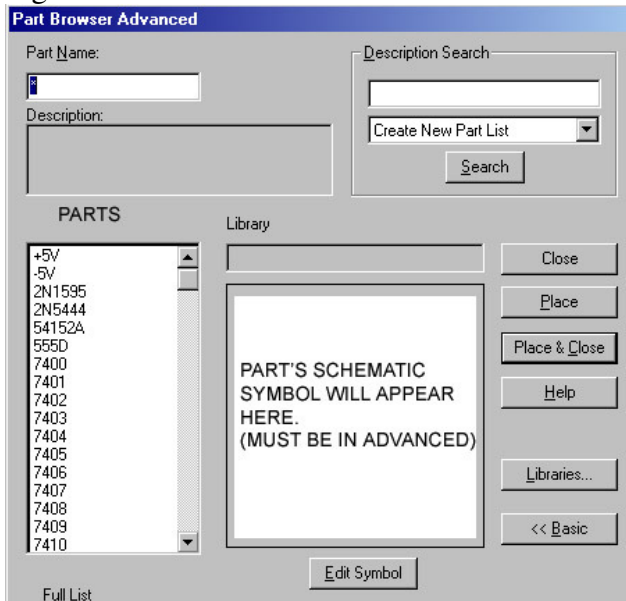 Part Browser Advanced
Part Name:
*
Description:
Description Search
Create New Part List
Search
PARTS
+5V
-5V
2N1595
2N5444
54152A
555D
7400
7401
7402
7403
7404
7405
7406
7407
7408
7409
7410
Full List
Library
PART'S SCHEMATIC
SYMBOL WILL APPEAR
HERE.
(MUST BE IN ADVANCED)
Edit Symbol
Close
Place
Place & Close
Help
Libraries...
<< Basic